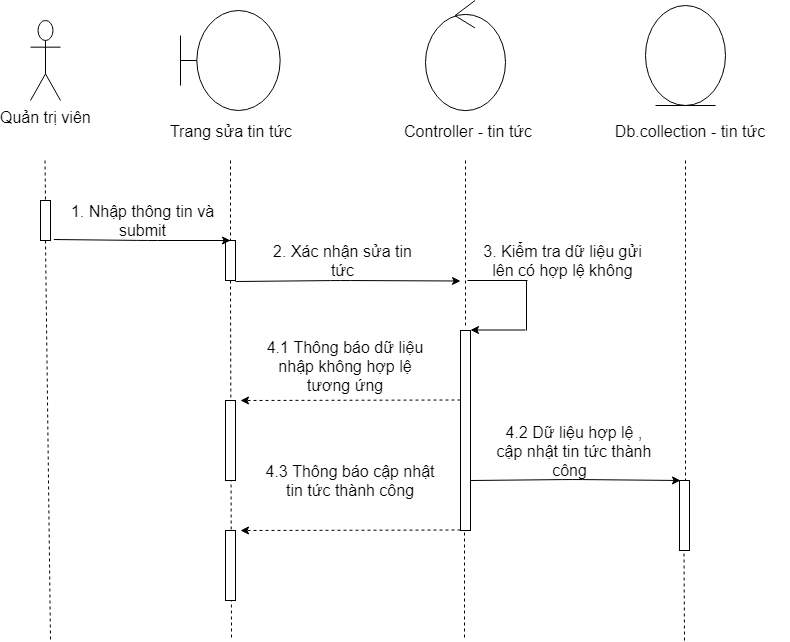 Quản trị viên
Trang sửa tin tức
Controller - tin tức
Db.collection - tin tức
1. Nhập thông tin và
submit
2. Xác nhận sửa tin
tức
3. Kiểm tra dữ liệu gửi
lên có hợp lệ không
4.1 Thông báo dữ liệu
nhập không hợp lệ
tương ứng
4.2 Dữ liệu hợp lệ ,
cập nhật tin tức thành
công
4.3 Thông báo cập nhật
tin tức thành công